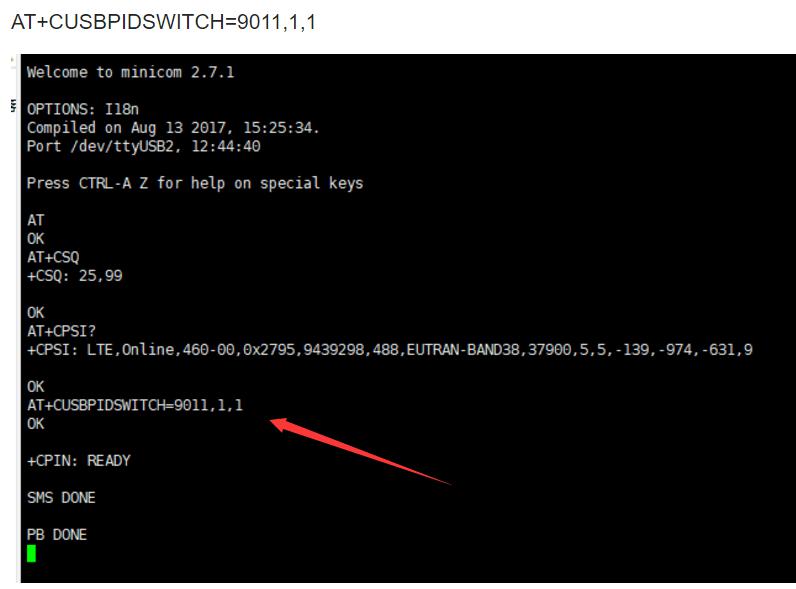 AT+CUSBPIDSWITCH=9011,1,1
Welcome to minicom 2.7.1
OPTIONS: I18n
Compiled on Aug 13 2017, 15:25:34.
Port /dev/ttyUSB2, 12:44:40
Press CTRL-A Z for help on special keys
AT
OK
AT+CSQ
+CSQ: 25,99
OK
AT+CPSI?
+CPSI: LTE,Online,460-00,0x2795,9439298,488,EUTRAN-BAND38,37900,5,5,-139,-974,-631,9
OK
AT+CUSBPIDSWITCH=9011,1,1
OK
+CPIN: READY
SMS DONE
PB DONE